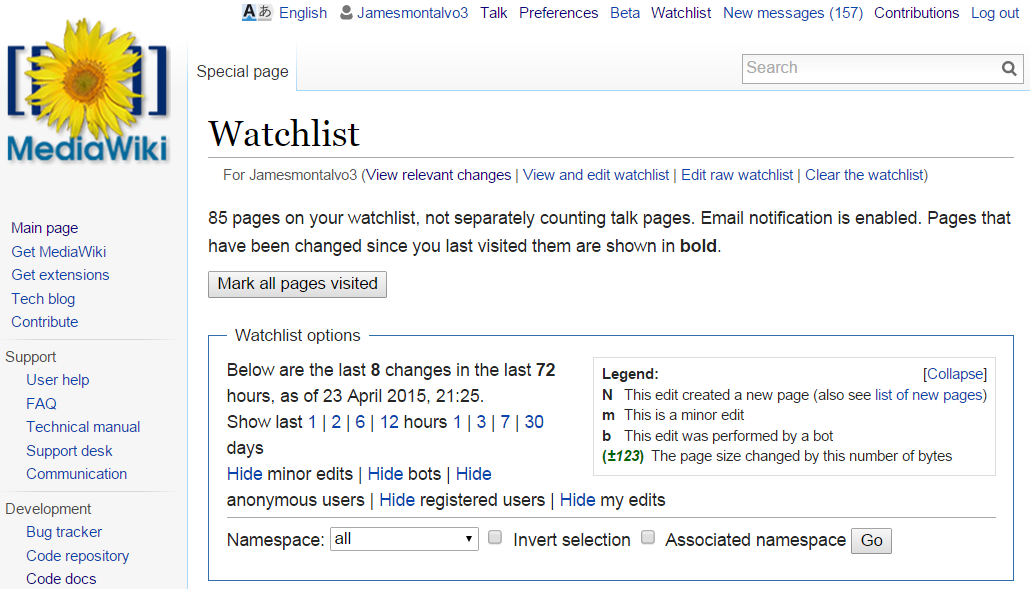 Aあ English Jamesmontalvo3 Talk Preferences Beta Watchlist New messages (157) Contributions Log out
MediaWiki
Special page
Search
Watchlist
For Jamesmontalvo3 (View relevant changes | View and edit watchlist | Edit raw watchlist | Clear the watchlist)
85 pages on your watchlist, not separately counting talk pages. Email notification is enabled. Pages that
have been changed since you last visited them are shown in bold.
Mark all pages visited
Watchlist options
Below are the last 8 changes in the last 72
hours, as of 23 April 2015, 21:25.
Show last 1 | 2 | 6 | 12 hours 1 | 3 | 7 | 30
days
Hide minor edits | Hide bots | Hide
anonymous users | Hide registered users | Hide my edits
Legend: [Collapse]
N This edit created a new page (also see list of new pages)
m This is a minor edit
b This edit was performed by a bot
(±123) The page size changed by this number of bytes
Namespace: all Invert selection Associated namespace Go
Main page
Get MediaWiki
Get extensions
Tech blog
Contribute
Support
User help
FAQ
Technical manual
Support desk
Communication
Development
Bug tracker
Code repository
Code docs